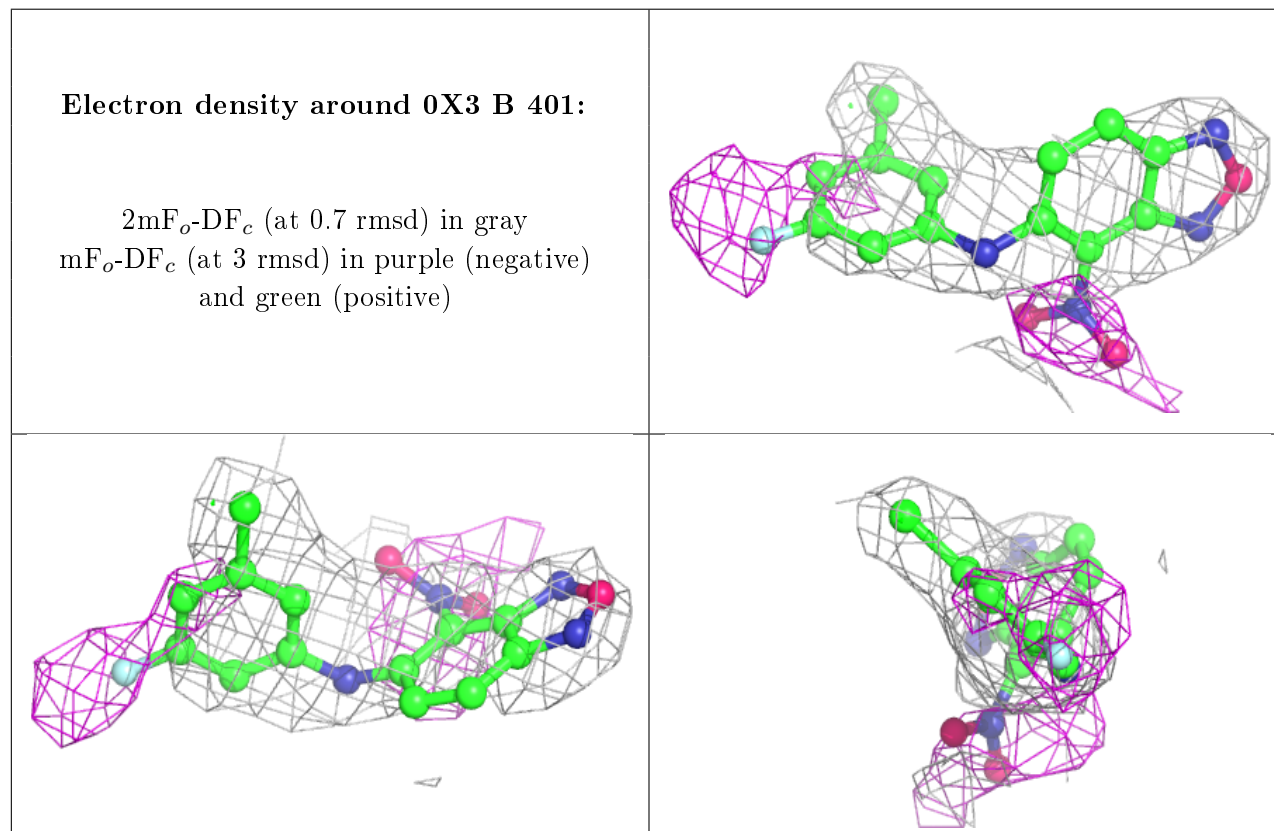 Electron density around 0X3 B 401:
2mFo-DFc (at 0.7 rmsd) in gray
mFo-DFc (at 3 rmsd) in purple (negative)
and green (positive)